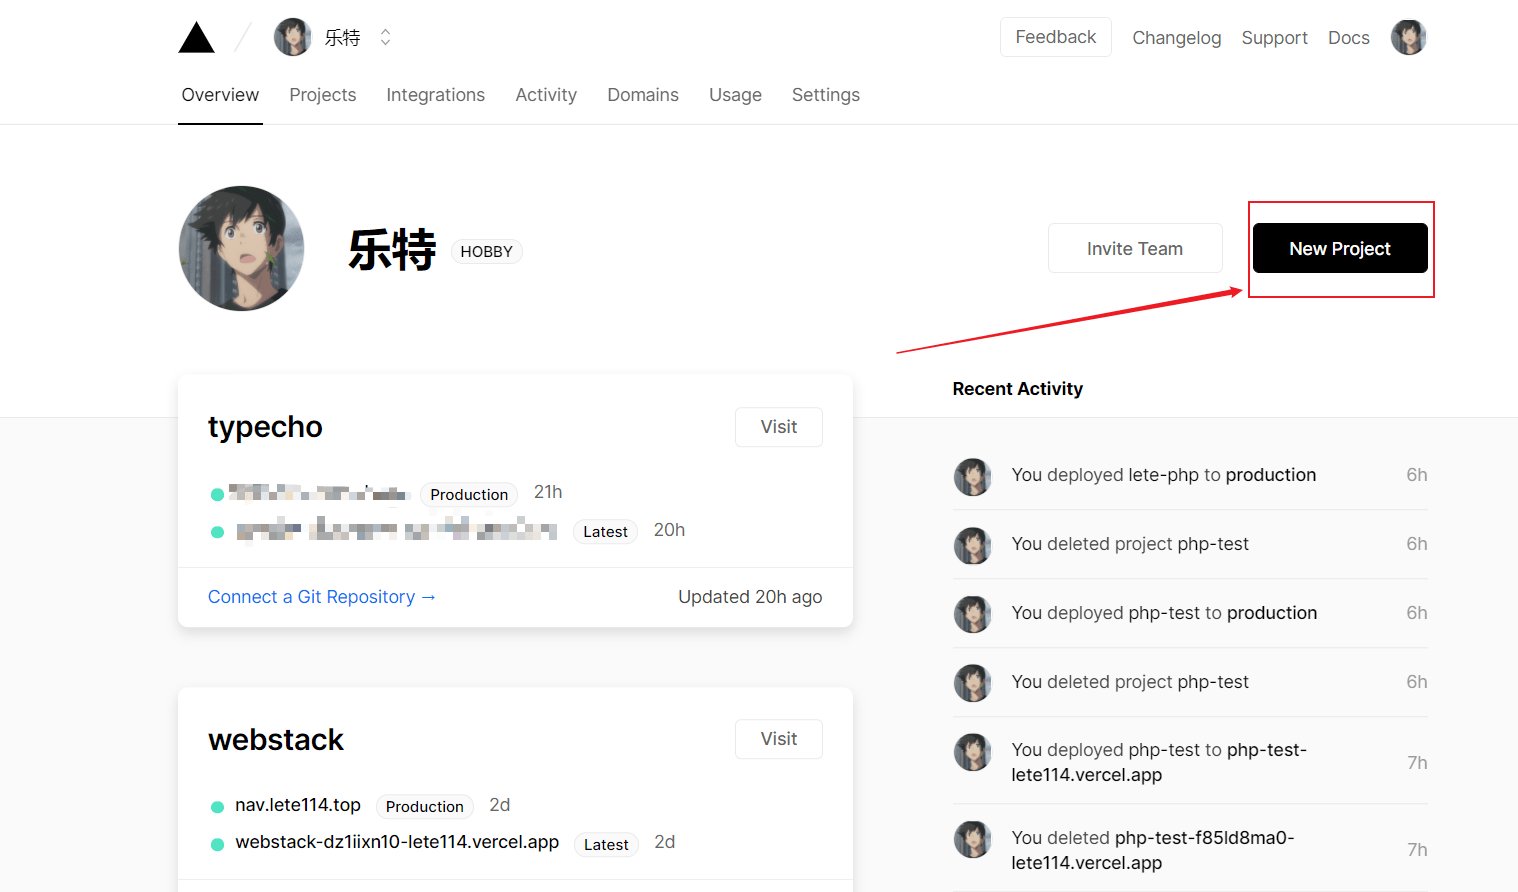 乐特
Feedback
Changelog
Support
Docs
Overview
Projects
Integrations
Activity
Domains
Usage
Settings
乐特
HOBBY
Invite Team
New Project
typecho
Visit
Production
21h
Latest
20h
Connect a Git Repository →
Updated 20h ago
webstack
Visit
nav.lete114.top
Production
2d
webstack-dz1iixn10-lete114.vercel.app
Latest
2d
Recent Activity
You deployed lete-php to production
6h
You deleted project php-test
6h
You deployed php-test to production
6h
You deleted project php-test
6h
You deployed php-test to php-test-
lete114.vercel.app
7h
You deleted php-test-f85ld8ma0-
lete114.vercel.app
7h